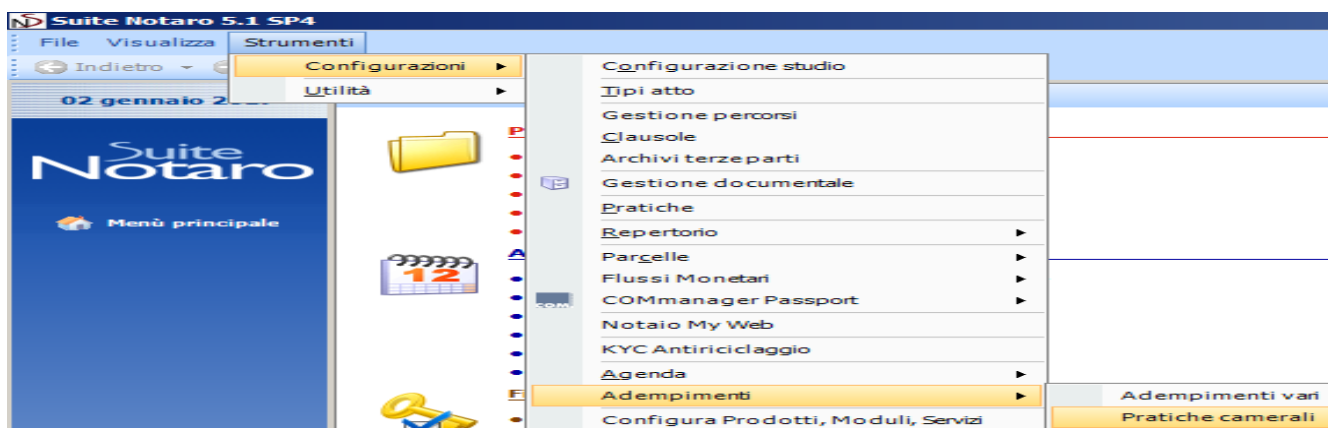 Suite Notaro 5.1 SP4
File Visualizza Strumenti
Indietro Configurazioni Configurazione studio
02 gennaio Utilità Tipi atto
Gestione percorsi
Clausole
Suite
Notaro
Archivi terze parti
Gestione documentale
Menù principale
Pratiche
Repertorio
Parcelle
12
Flussi Monetari
COMmanager Passport
Notaio My Web
KYC Antiriciclaggio
Agenda
Adempimenti Adempimenti vari
Configura Prodotti, Moduli, Servizi Pratiche camerali